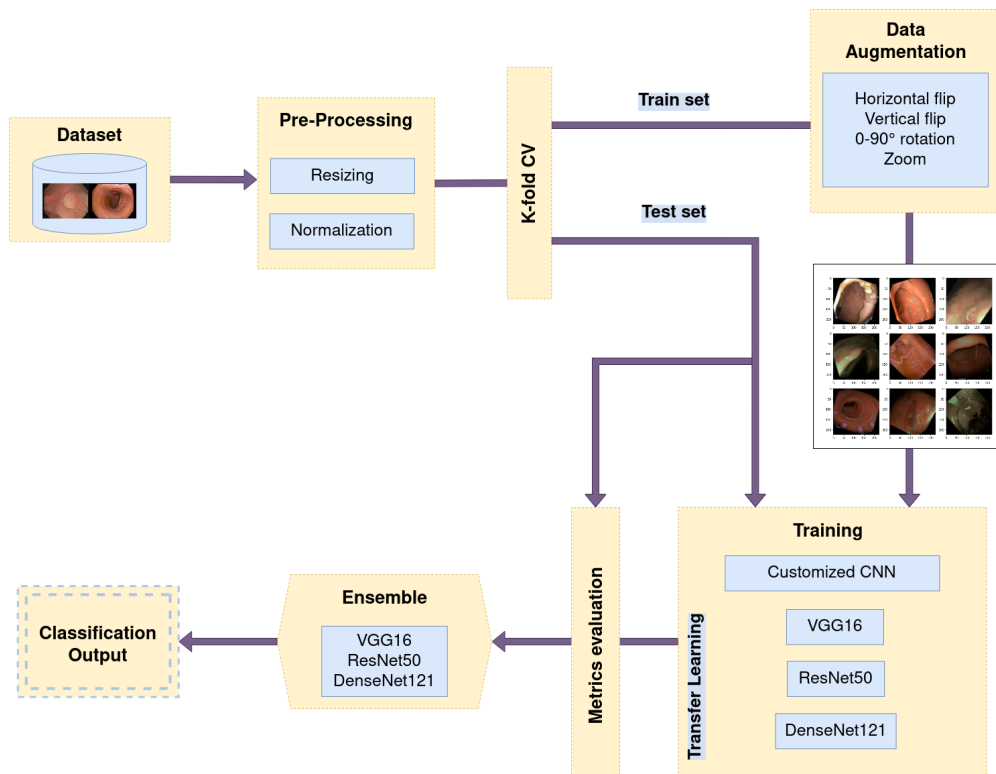 Dataset
Pre-Processing
Resizing
Normalization
K-fold CV
Train set
Test set
Data
Augmentation
Horizontal flip
Vertical flip
0-90° rotation
Zoom
Training
Customized CNN
Transfer Learning
VGG16
ResNet50
DenseNet121
Metrics evaluation
Ensemble
VGG16
ResNet50
DenseNet121
Classification
Output